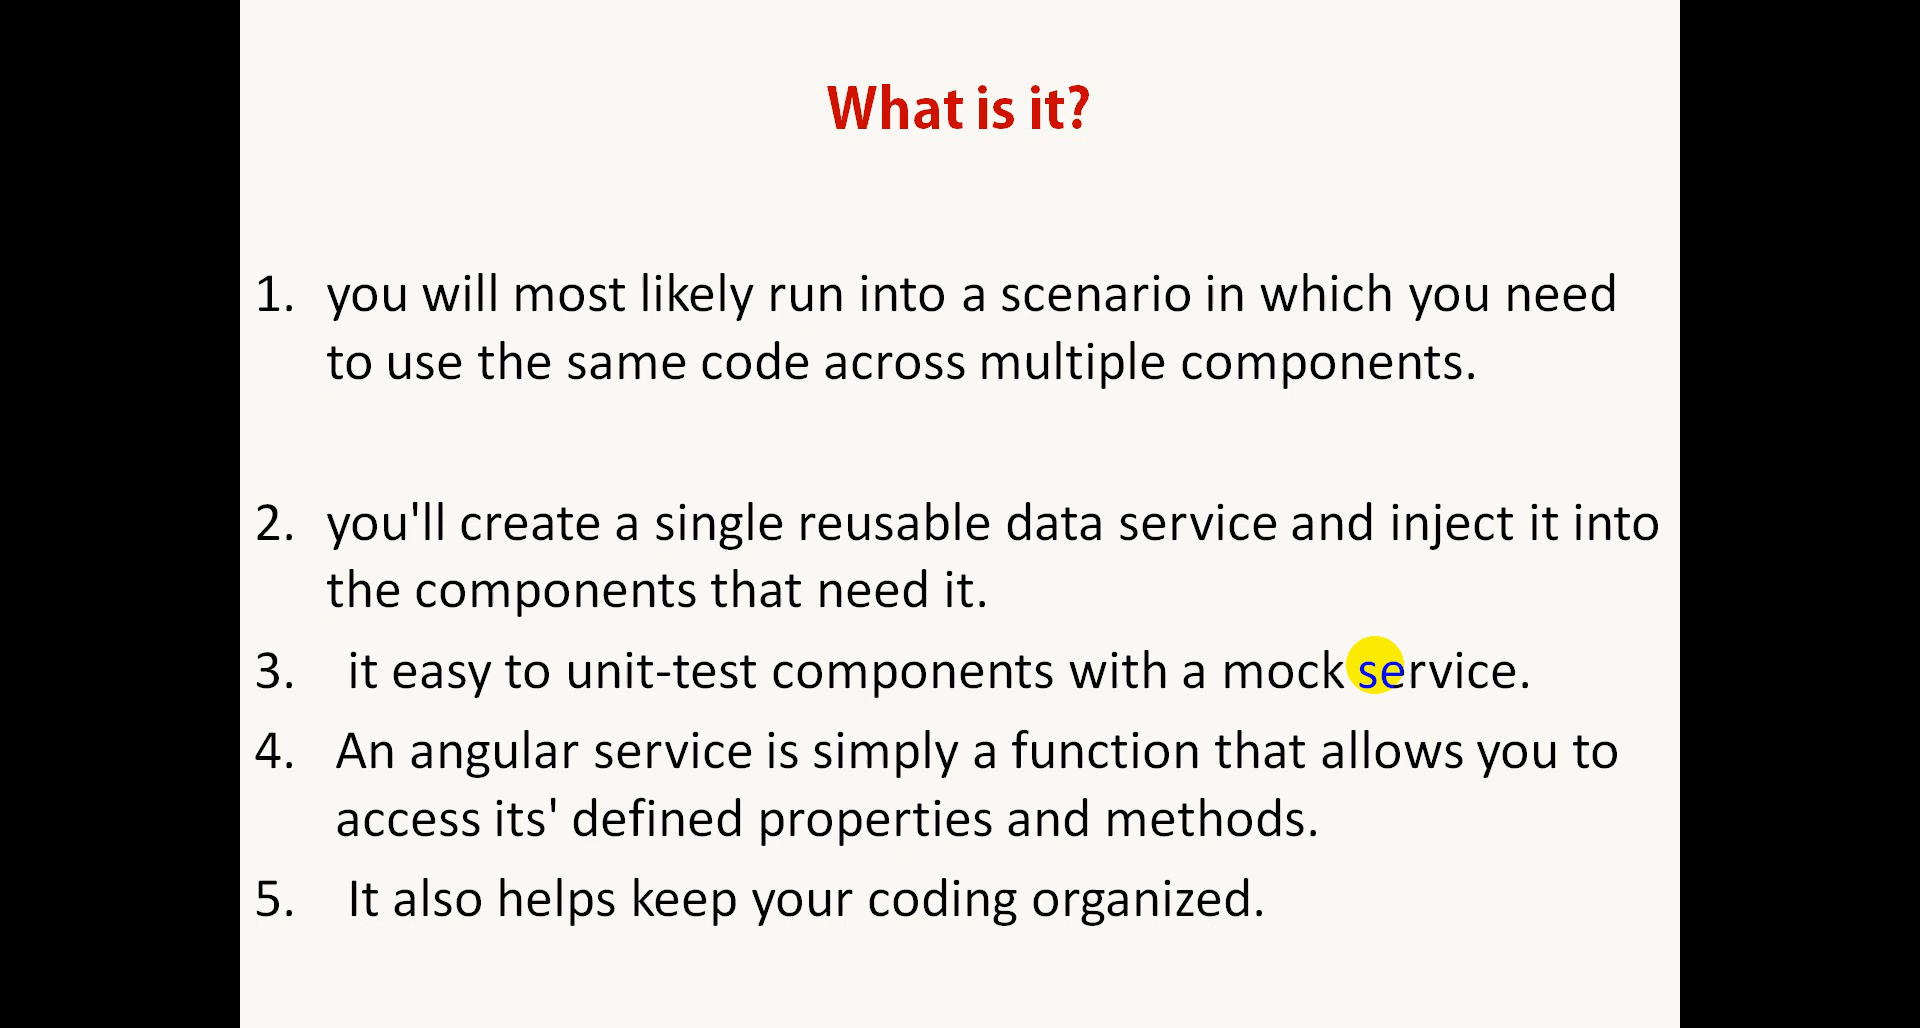 What is it?
1. you will most likely run into a scenario in which you need
to use the same code across multiple components.
2. you'll create a single reusable data service and inject it into
the components that need it.
3. it easy to unit-test components with a mock service.
4. An angular service is simply a function that allows you to
access its' defined properties and methods.
5. It also helps keep your coding organized.